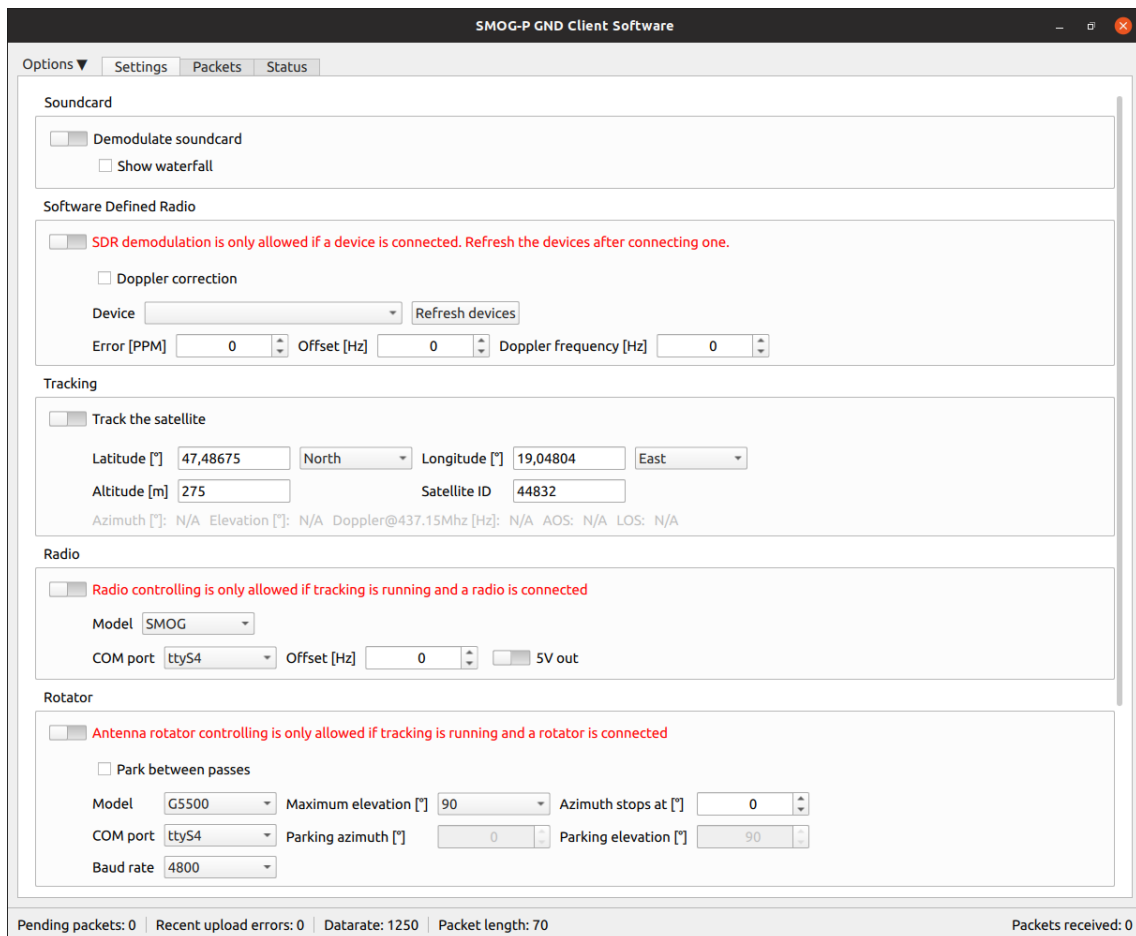 SMOG-P GND Client Software
Options ▼ Settings Packets Status
Soundcard
Demodulate soundcard
Show waterfall
Software Defined Radio
SDR demodulation is only allowed if a device is connected. Refresh the devices after connecting one.
Doppler correction
Device Refresh devices
Error [PPM] 0 Offset [Hz] 0 Doppler frequency [Hz] 0
Tracking
Track the satellite
Latitude [°] 47,48675 North Longitude [°] 19,04804 East
Altitude [m] 275 Satellite ID 44832
Azimuth [°]: N/A Elevation [°]: N/A Doppler@437.15Mhz [Hz]: N/A AOS: N/A LOS: N/A
Radio
Radio controlling is only allowed if tracking is running and a radio is connected
Model SMOG
COM port ttyS4 Offset [Hz] 0 5V out
Rotator
Antenna rotator controlling is only allowed if tracking is running and a rotator is connected
Park between passes
Model G5500 Maximum elevation [°] 90 Azimuth stops at [°] 0
COM port ttyS4 Parking azimuth [°] 0 Parking elevation [°] 90
Baud rate 4800
Pending packets: 0 Recent upload errors: 0 Datarate: 1250 Packet length: 70 Packets received: 0